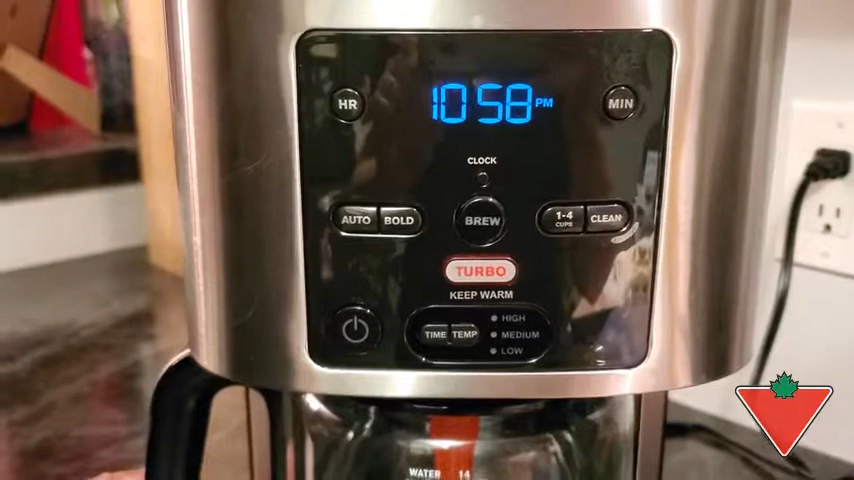 HR 10 58 PM MIN
CLOCK
AUTO BOLD BREW 1-4 CUPS CLEAN
TURBO
KEEP WARM
HIGH
TIME TEMP MEDIUM
LOW
WATER 14